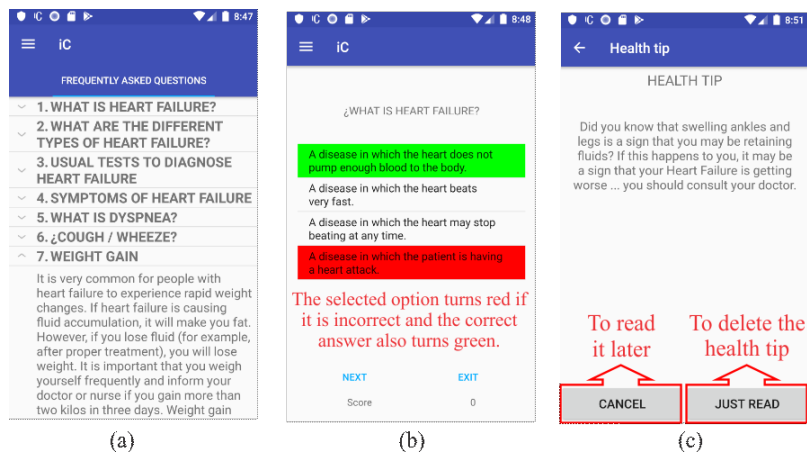 8:47
iC
FREQUENTLY ASKED QUESTIONS
1. WHAT IS HEART FAILURE?
2. WHAT ARE THE DIFFERENT
TYPES OF HEART FAILURE?
3. USUAL TESTS TO DIAGNOSE
HEART FAILURE
4. SYMPTOMS OF HEART FAILURE
5. WHAT IS DYSPNEA?
6. ¿COUGH / WHEEZE?
7. WEIGHT GAIN
It is very common for people with
heart failure to experience rapid weight
changes. If heart failure is causing
fluid accumulation, it will make you fat.
However, if you lose fluid (for example,
after proper treatment), you will lose
weight. It is important that you weigh
yourself frequently and inform your
doctor or nurse if you gain more than
two kilos in three days. Weight gain
(a)
8:48
iC
¿WHAT IS HEART FAILURE?
A disease in which the heart does not
pump enough blood to the body.
A disease in which the heart beats
very fast.
A disease in which the heart may stop
beating at any time.
A disease in which the patient is having
a heart attack.
The selected option turns red if
it is incorrect and the correct
answer also turns green.
NEXT EXIT
Score 0
(b)
8:51
Health tip
HEALTH TIP
Did you know that swelling ankles and
legs is a sign that you may be retaining
fluids? If this happens to you, it may be
a sign that your Heart Failure is getting
worse ... you should consult your doctor.
To read
it later
To delete the
health tip
CANCEL JUST READ
(c)